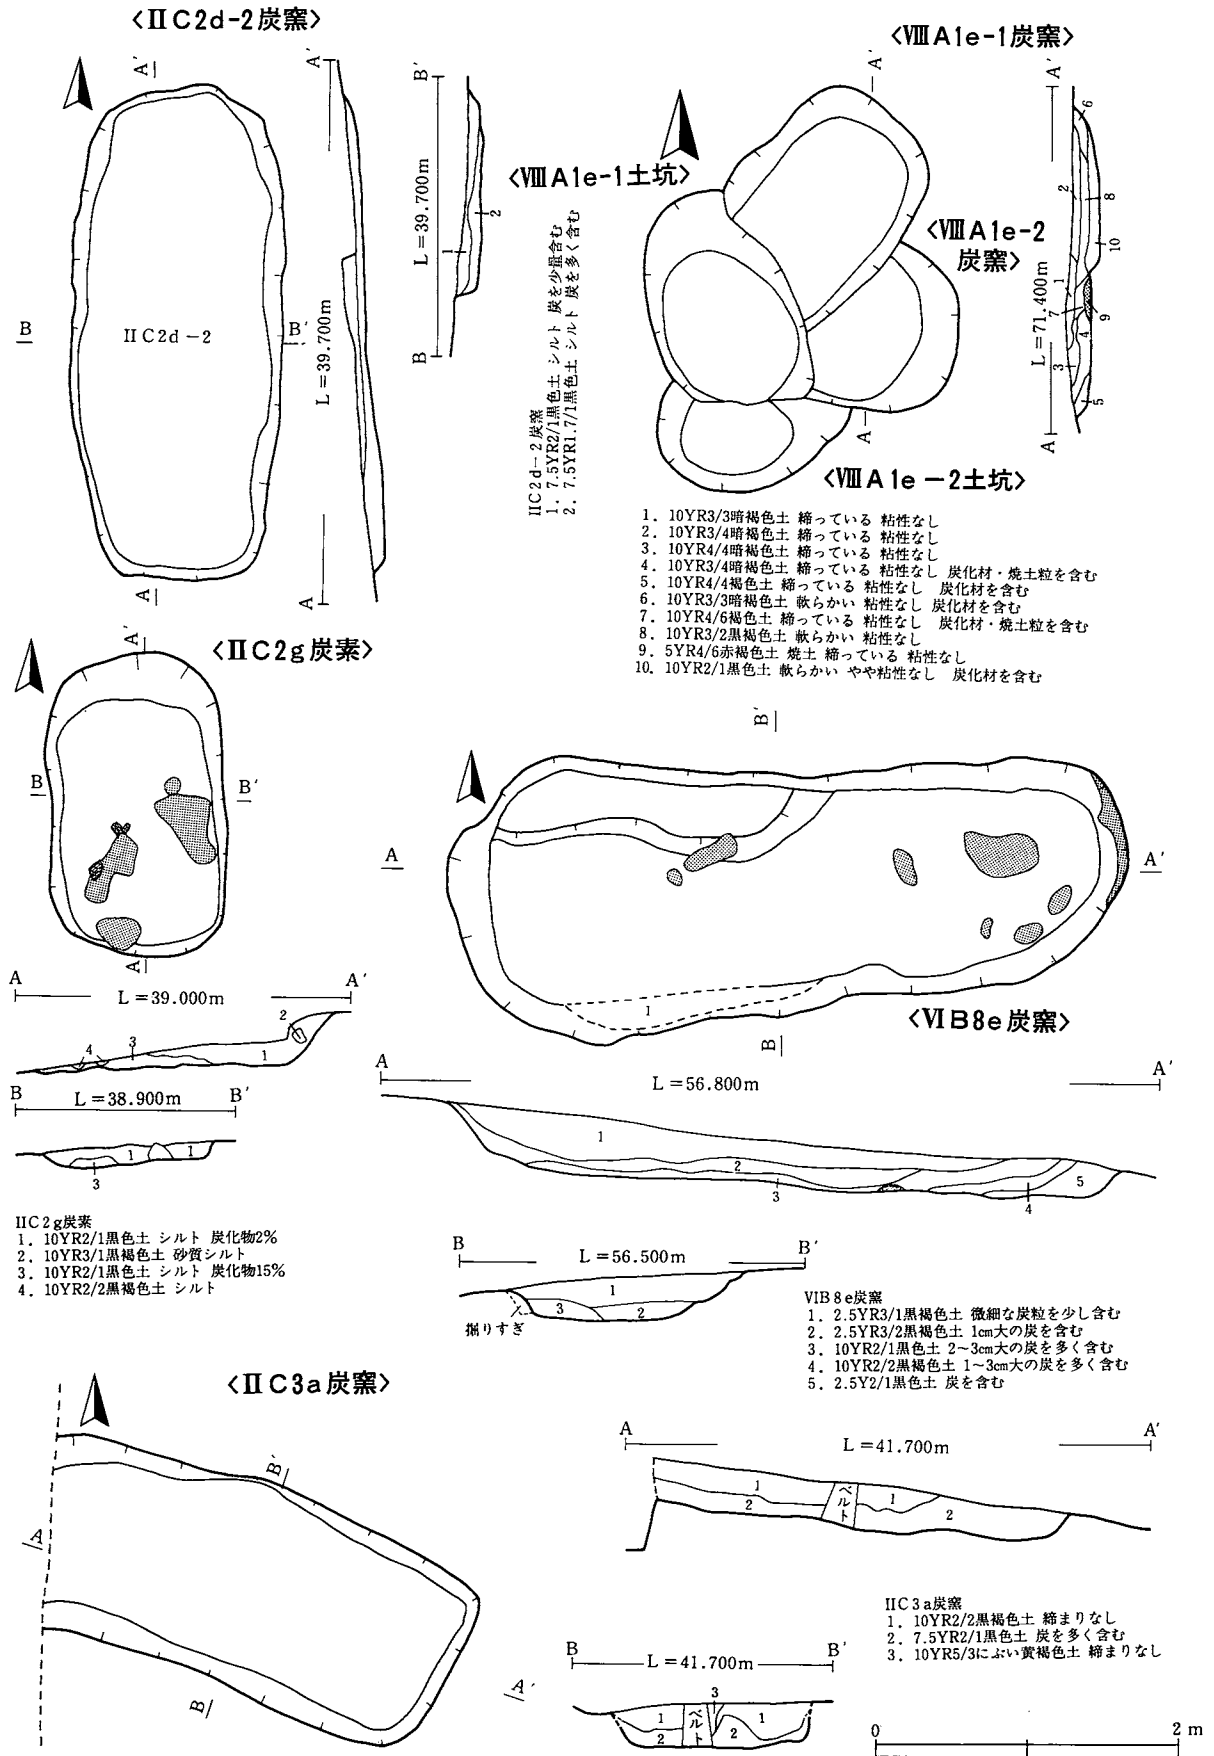 〈ⅡC2d-2炭窯〉
A'
A'
B'
B
ⅡC2d-2
B'
A
A
B
L=39.700m
L=39.700m
1
2
ⅡC2d-2炭窯
1. 7.5YR2/1黒色土 シルト 炭を少量含む
2. 7.5YR1.7/1黒色土 シルト 炭を多く含む
〈ⅧA1e-1炭窯〉
〈ⅧA1e-1土坑〉
〈ⅧA1e-2
炭窯〉
〈ⅧA1e-2土坑〉
A'
A
A'
A
L=71.400m
6
2
8
10
1
7
9
4
3
5
1. 10YR3/3暗褐色土 締っている 粘性なし
2. 10YR3/4暗褐色土 締っている 粘性なし
3. 10YR4/4暗褐色土 締っている 粘性なし
4. 10YR3/4暗褐色土 締っている 粘性なし 炭化材・焼土粒を含む
5. 10YR4/4褐色土 締っている 粘性なし 炭化材を含む
6. 10YR3/3暗褐色土 軟らかい 粘性なし 炭化材を含む
7. 10YR4/6褐色土 締っている 粘性なし 炭化材・焼土粒を含む
8. 10YR3/2黒褐色土 軟らかい 粘性なし
9. 5YR4/6赤褐色土 焼土 締っている 粘性なし
10. 10YR2/1黒色土 軟らかい やや粘性なし 炭化材を含む
〈ⅡC2g炭素〉
A'
B
B'
A
A
A'
L=39.000m
2
4
3
1
B
B'
L=38.900m
1
1
3
ⅡC2g炭素
1. 10YR2/1黒色土 シルト 炭化物2%
2. 10YR3/1黒褐色土 砂質シルト
3. 10YR2/1黒色土 シルト 炭化物15%
4. 10YR2/2黒褐色土 シルト
B'
A
A'
1
B
〈ⅥB8e炭窯〉
A
A'
L=56.800m
1
2
3
4
5
B
B'
L=56.500m
1
3
2
掘りすぎ
ⅥB8e炭窯
1. 2.5YR3/1黒褐色土 微細な炭粒を少し含む
2. 2.5YR3/2黒褐色土 1cm大の炭を含む
3. 10YR2/1黒色土 2~3cm大の炭を多く含む
4. 10YR2/2黒褐色土 1~3cm大の炭を多く含む
5. 2.5Y2/1黒色土 炭を含む
〈ⅡC3a炭窯〉
B'
A
B
A'
A
A'
L=41.700m
1
2
ベルト
1
2
ⅡC3a炭窯
1. 10YR2/2黒褐色土 締まりなし
2. 7.5YR2/1黒色土 炭を多く含む
3. 10YR5/3にぶい黄褐色土 締まりなし
B
B'
L=41.700m
3
1
2
ベルト
2
1
0
2m